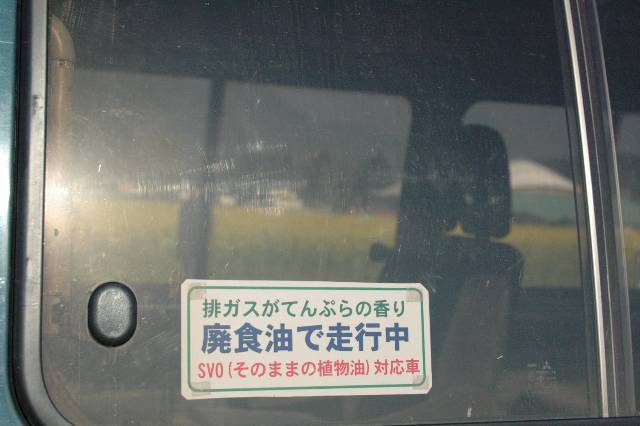 排ガスがてんぷらの香り
廃食油で走行中
SVO(そのままの植物油)対応車